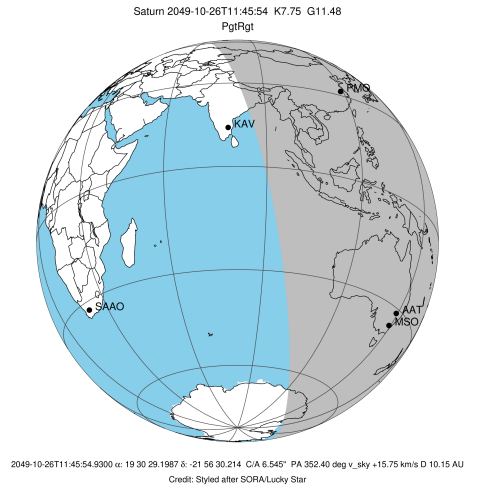 Saturn 2049-10-26T11:45:54 K7.75 G11.48
PgtRgt
PMO
KAV
SAAO
AAT
MSO
2049-10-26T11:45:54.9300 α: 19 30 29.1987 δ: -21 56 30.214 C/A 6.545" PA 352.40 deg v_sky +15.75 km/s D 10.15 AU
Credit: Styled after SORA/Lucky Star